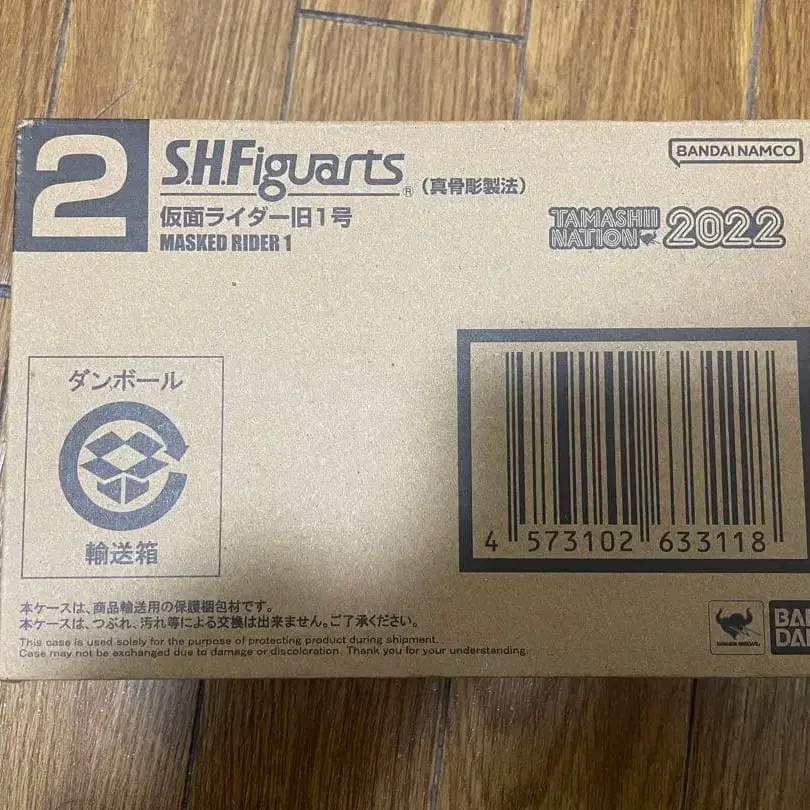 2
S.H.Figuarts® (真骨彫製法)
仮面ライダー旧1号
MASKED RIDER 1
BANDAI NAMCO
TAMASHII
NATION 2022
ダンボール
輸送箱
4 573102 633118
本ケースは、商品輸送用の保護梱包材です。
本ケースは、つぶれ、汚れ等による交換は出来ません。ご了承ください。
This case is used solely for the purpose of protecting product during shipment.
Case may not be exchanged due to damage or discoloration. Thank you for your understanding.
BAN
DAI